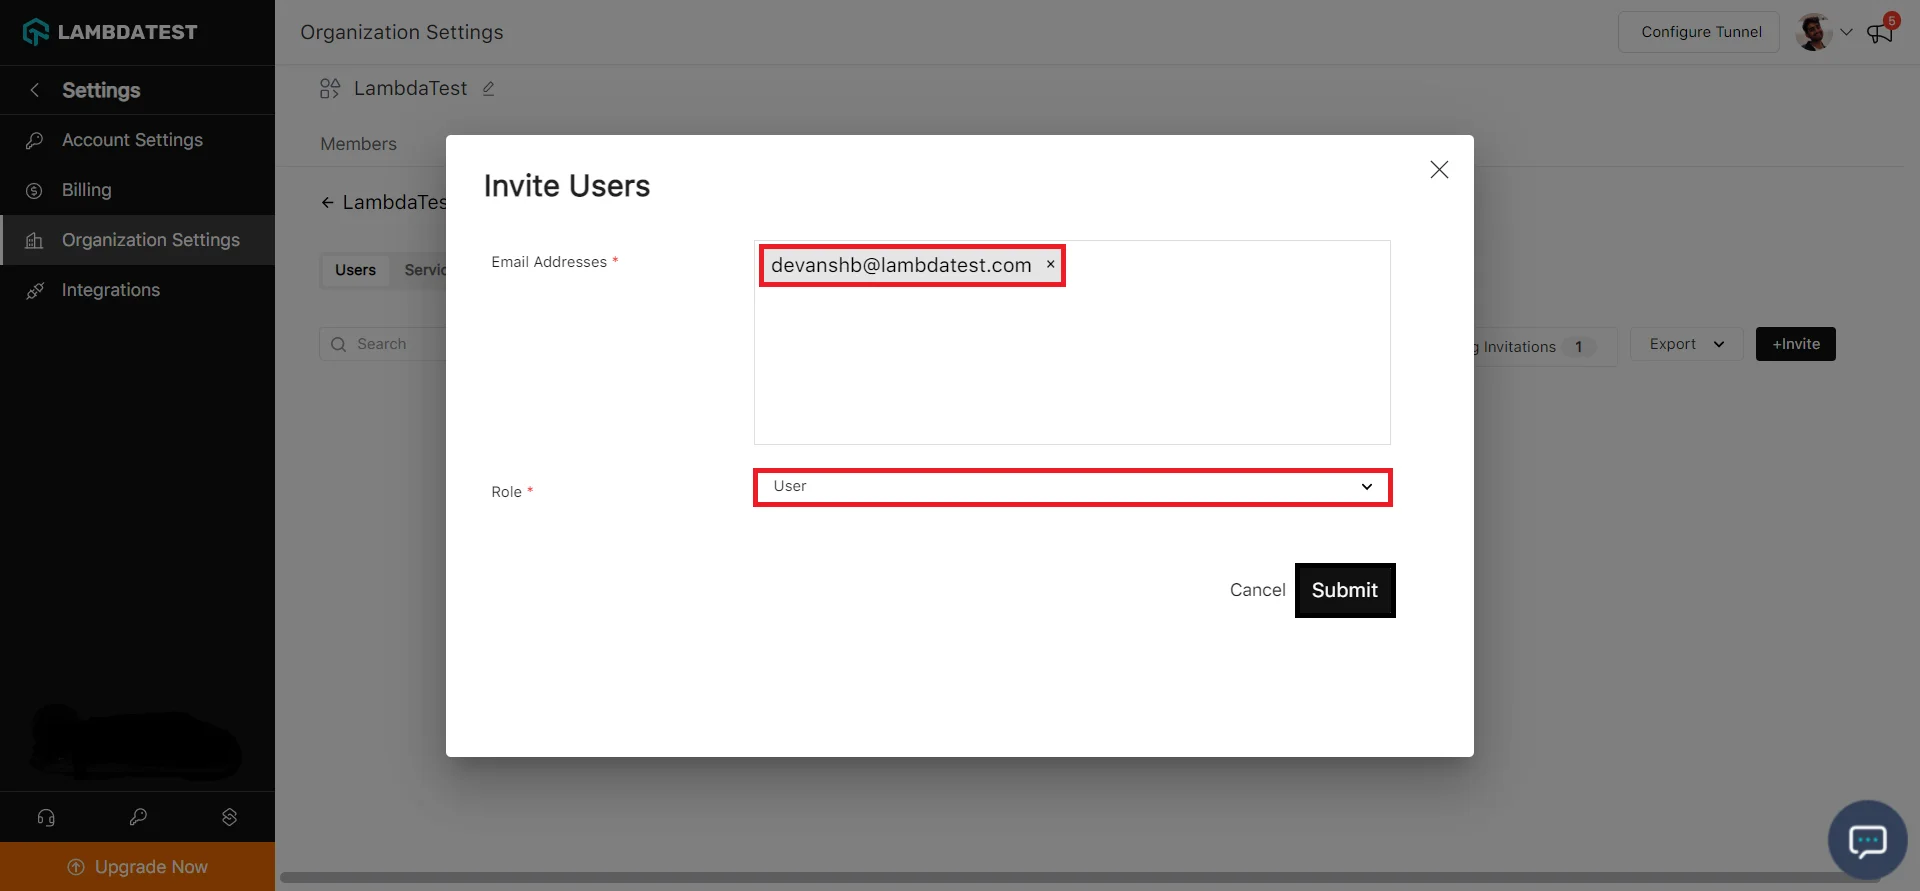 LAMBDATEST
Settings
Account Settings
Billing
Organization Settings
Integrations
Upgrade Now
Organization Settings
Configure Tunnel
5
LambdaTest
Members
LambdaTes
Users Servic
Search
g Invitations 1
Export
+Invite
Invite Users
Email Addresses *
devanshb@lambdatest.com ×
Role *
User
Cancel
Submit